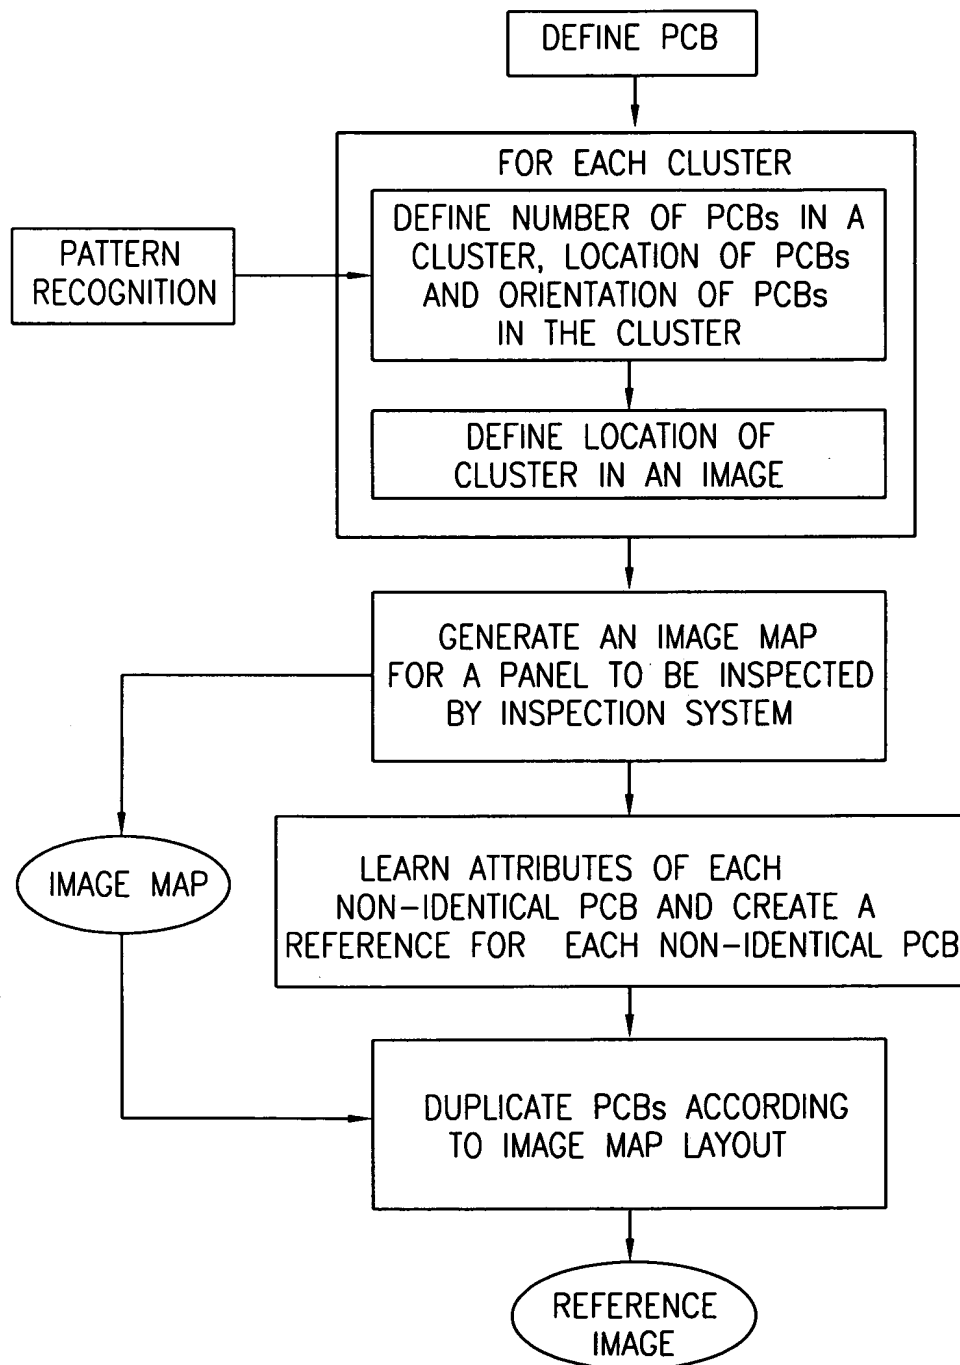 DEFINE PCB
FOR EACH CLUSTER
DEFINE NUMBER OF PCBs IN A
CLUSTER, LOCATION OF PCBs
AND ORIENTATION OF PCBs
IN THE CLUSTER
PATTERN
RECOGNITION
DEFINE LOCATION OF
CLUSTER IN AN IMAGE
GENERATE AN IMAGE MAP
FOR A PANEL TO BE INSPECTED
BY INSPECTION SYSTEM
IMAGE MAP
LEARN ATTRIBUTES OF EACH
NON-IDENTICAL PCB AND CREATE A
REFERENCE FOR EACH NON-IDENTICAL PCB
DUPLICATE PCBs ACCORDING
TO IMAGE MAP LAYOUT
REFERENCE
IMAGE